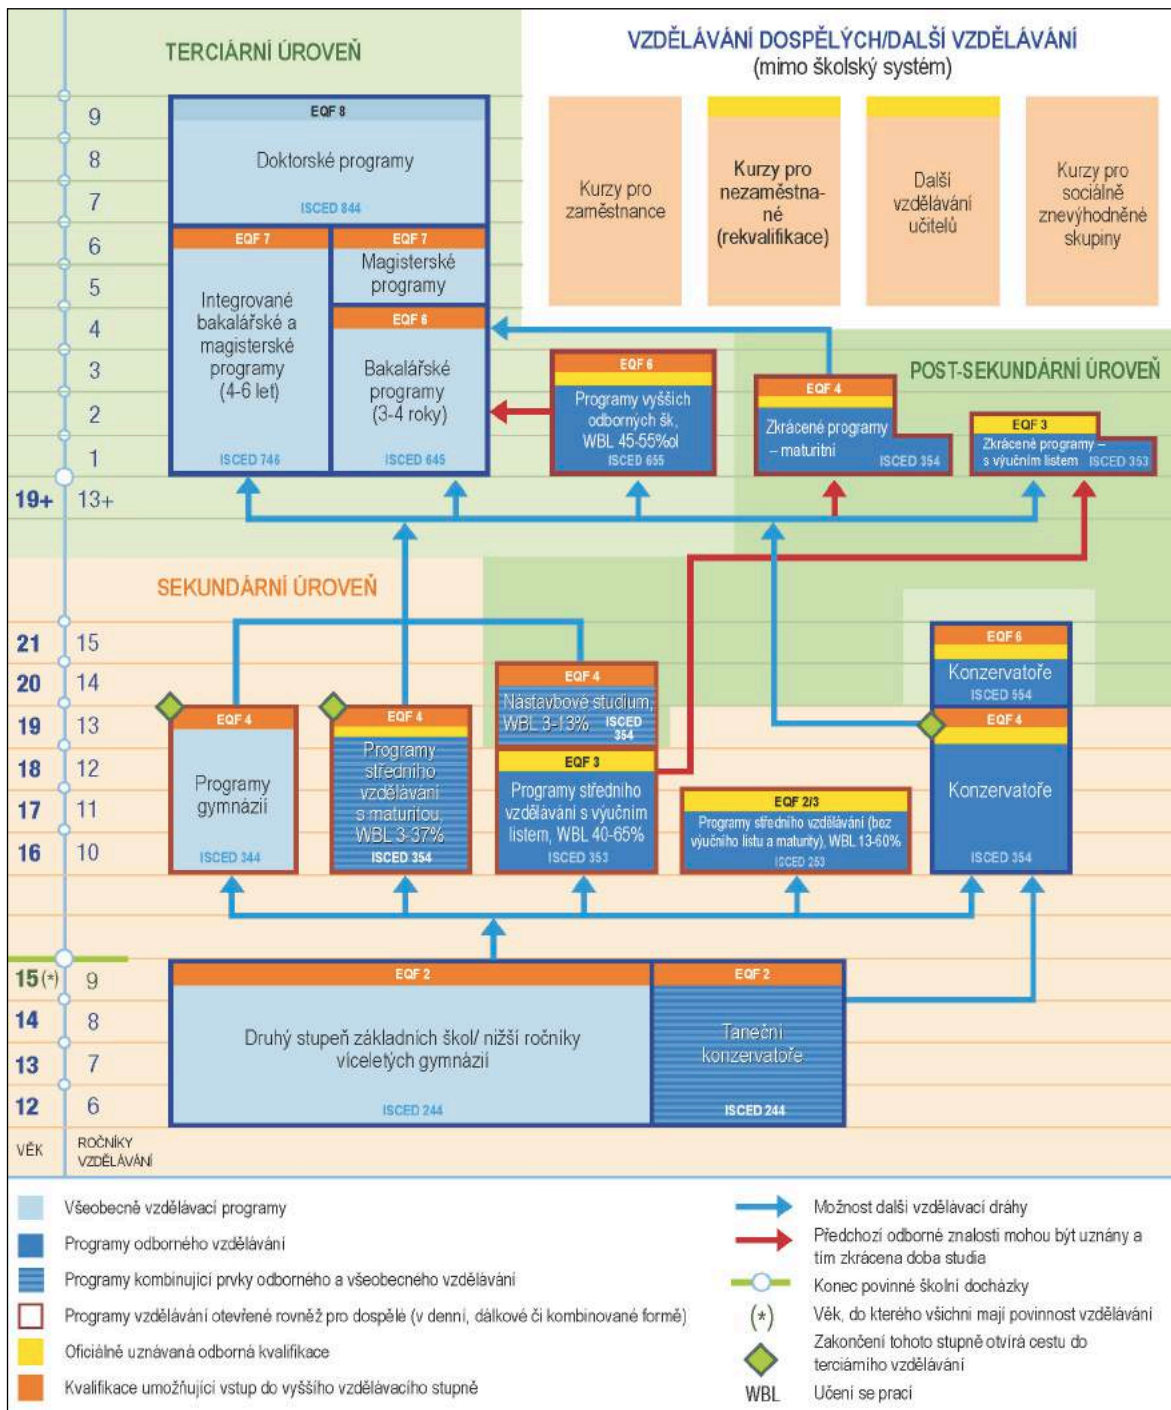 TERCIÁRNÍ ÚROVEŇ
VZDĚLÁVÁNÍ DOSPĚLÝCH/DALŠÍ VZDĚLÁVÁNÍ
(mimo školský systém)
9
8
7
6
5
4
3
2
1
19+
13+
EQF 8
Doktorské programy
ISCED 844
EQF 7
Integrované
bakalářské a
magisterské
programy
(4-6 let)
ISCED 746
EQF 7
Magisterské
programy
EQF 6
Bakalářské
programy
(3-4 roky)
ISCED 645
Kurzy pro
zaměstnance
Kurzy pro
nezaměstna-
né
(rekvalifikace)
Další
vzdělávání
učitelů
Kurzy pro
sociálně
znevýhodněné
skupiny
POST-SEKUNDÁRNÍ ÚROVEŇ
EQF 6
Programy vyšších
odborných šk,
WBL 45-55%ol
ISCED 655
EQF 4
Zkrácené programy
– maturitní
ISCED 354
EQF 3
Zkrácené programy –
s výučním listem
ISCED 353
SEKUNDÁRNÍ ÚROVEŇ
21
15
20
14
19
13
18
12
17
11
16
10
EQF 4
Programy
gymnázií
ISCED 344
EQF 4
Programy
středního
vzdělávání
s maturitou,
WBL 3-37%
ISCED 354
EQF 4
Nástavbové studium,
WBL 3-13%
ISCED
354
EQF 3
Programy středního
vzdělávání s výučním
listem, WBL 40-65%
ISCED 353
EQF 2/3
Programy středního vzdělávání (bez
výučního listu a maturity), WBL 13-60%
ISCED 253
EQF 6
Konzervatoře
ISCED 554
EQF 4
Konzervatoře
ISCED 354
15 (*)
9
14
8
13
7
12
6
VĚK
ROČNÍKY
VZDĚLÁVÁNÍ
EQF 2
Druhý stupeň základních škol/ nižší ročníky
víceletých gymnázií
ISCED 244
EQF 2
Taneční
konzervatoře
ISCED 244
Všeobecně vzdělávací programy
Programy odborného vzdělávání
Programy kombinující prvky odborného a všeobecného vzdělávání
Programy vzdělávání otevřené rovněž pro dospělé (v denní, dálkové či kombinované formě)
Oficiálně uznávaná odborná kvalifikace
Kvalifikace umožňující vstup do vyššího vzdělávacího stupně
Možnost další vzdělávací dráhy
Předchozí odborné znalosti mohou být uznány a
tím zkrácena doba studia
Konec povinné školní docházky
(*) Věk, do kterého všichni mají povinnost vzdělávání
Zakončení tohoto stupně otvírá cestu do
terciárního vzdělávání
WBL Učení se prací